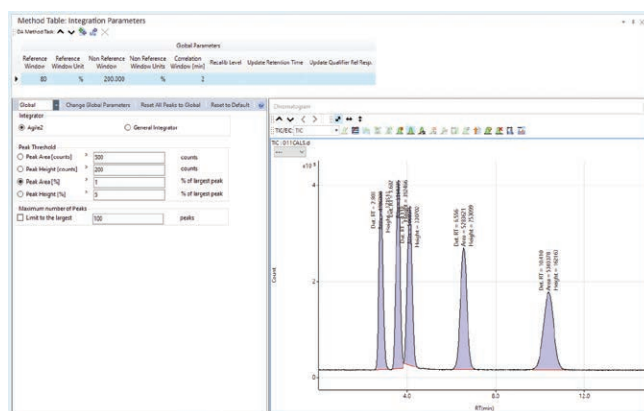 Method Table: Integration Parameters
DA Method Task:
Global Parameters
Reference Window
Reference Window Unit
Non Reference Window
Non Reference Window Units
Correlation Window [min]
Recalib Level
Update Retention Time
Update Qualifier Rel Resp.
80 % 200.000 % 2
Global
Change Global Parameters
Reset All Peaks to Global
Reset to Default
Integrator
Agile2
General Integrator
Peak Threshold
Peak Area [counts] 500 counts
Peak Height [counts] 200 counts
Peak Area [%] 1 % of largest peak
Peak Height [%] 3 % of largest peak
Maximum number of Peaks
Limit to the largest 100 peaks
Chromatogram
TIC/EIC: TIC
TIC
Count
4
2
0
4.0
8.0
12.0
RT(min)